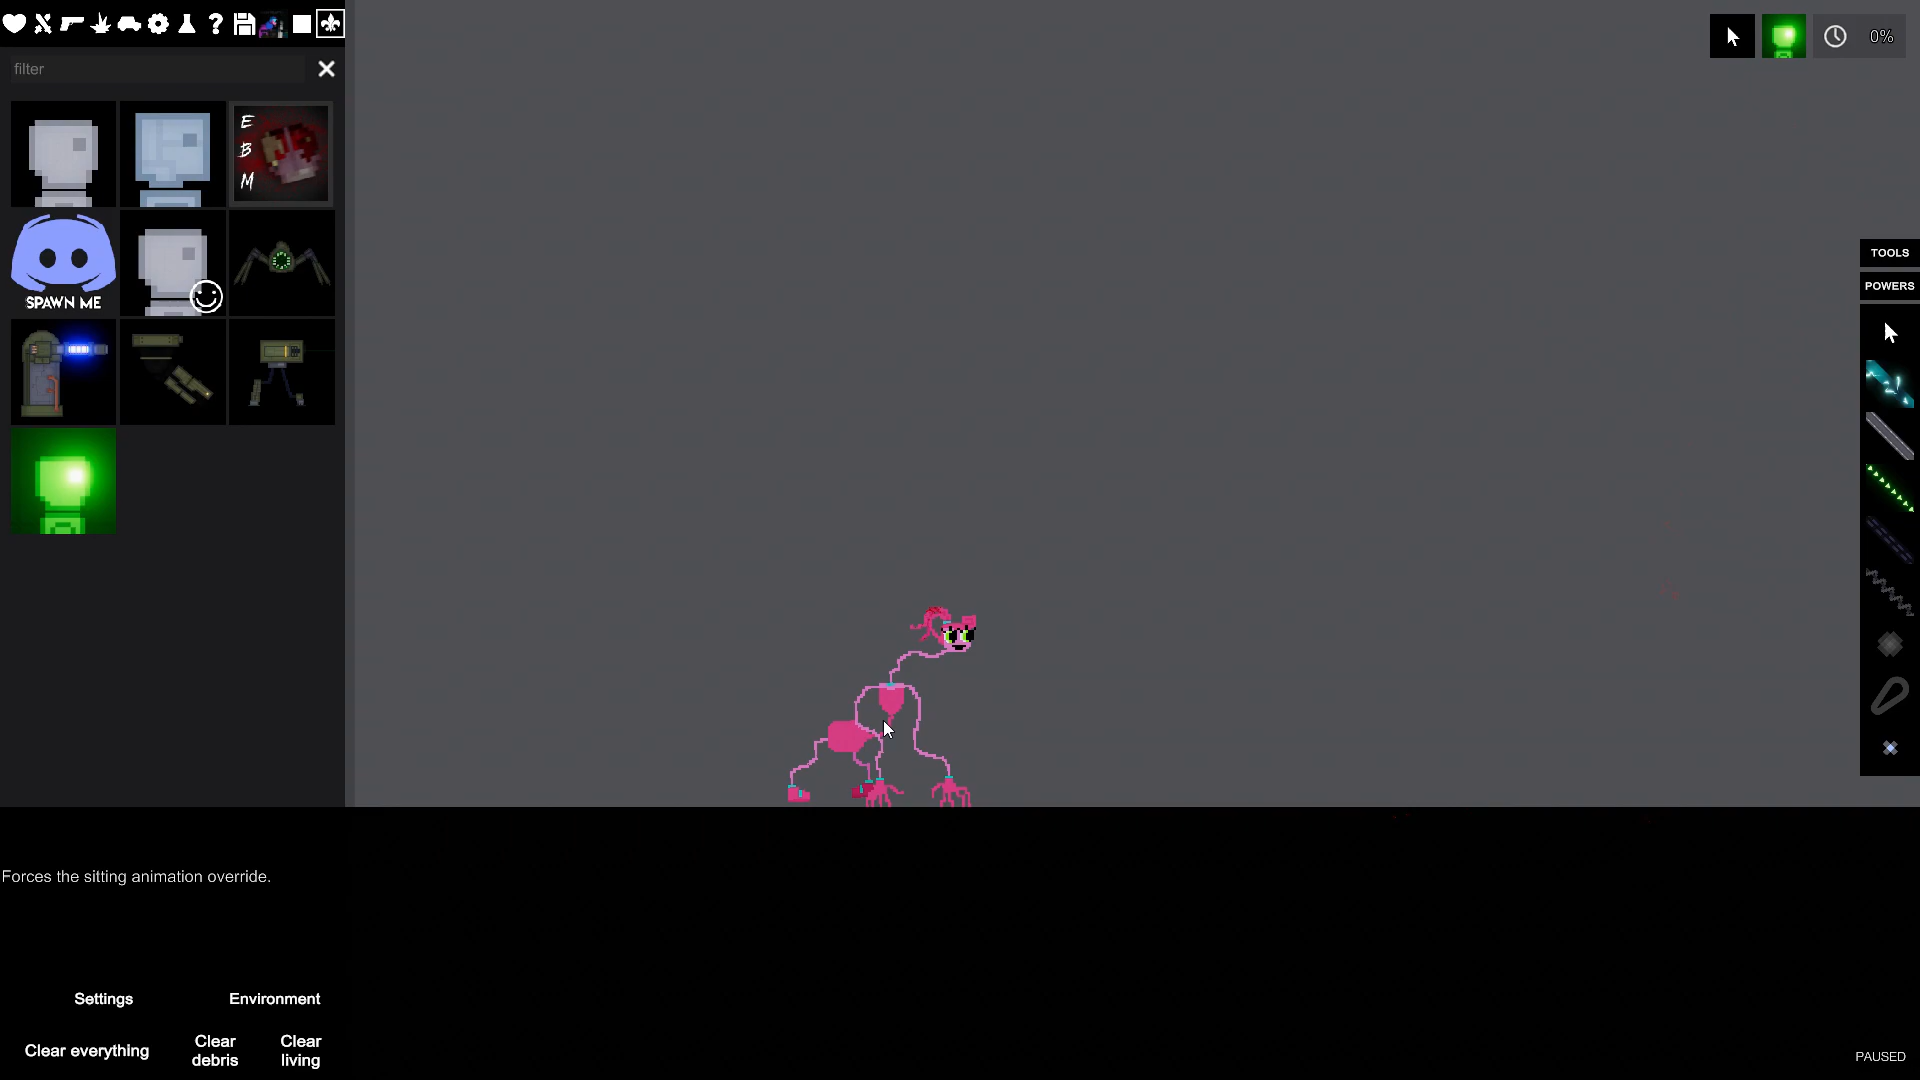 filter
0%
E
B
M
SPAWN ME
TOOLS
POWERS
Forces the sitting animation override.
Settings
Environment
Clear everything
Clear debris
Clear living
PAUSED